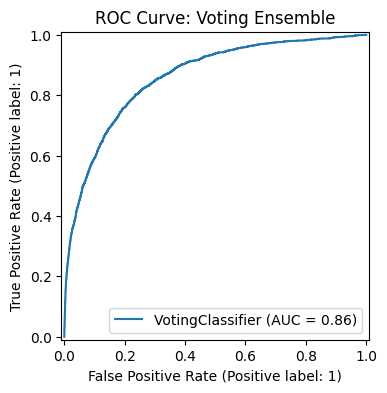 ROC Curve: Voting Ensemble
True Positive Rate (Positive label: 1)
1.0
0.8
0.6
0.4
0.2
0.0
VotingClassifier (AUC = 0.86)
0.0 0.2 0.4 0.6 0.8 1.0
False Positive Rate (Positive label: 1)